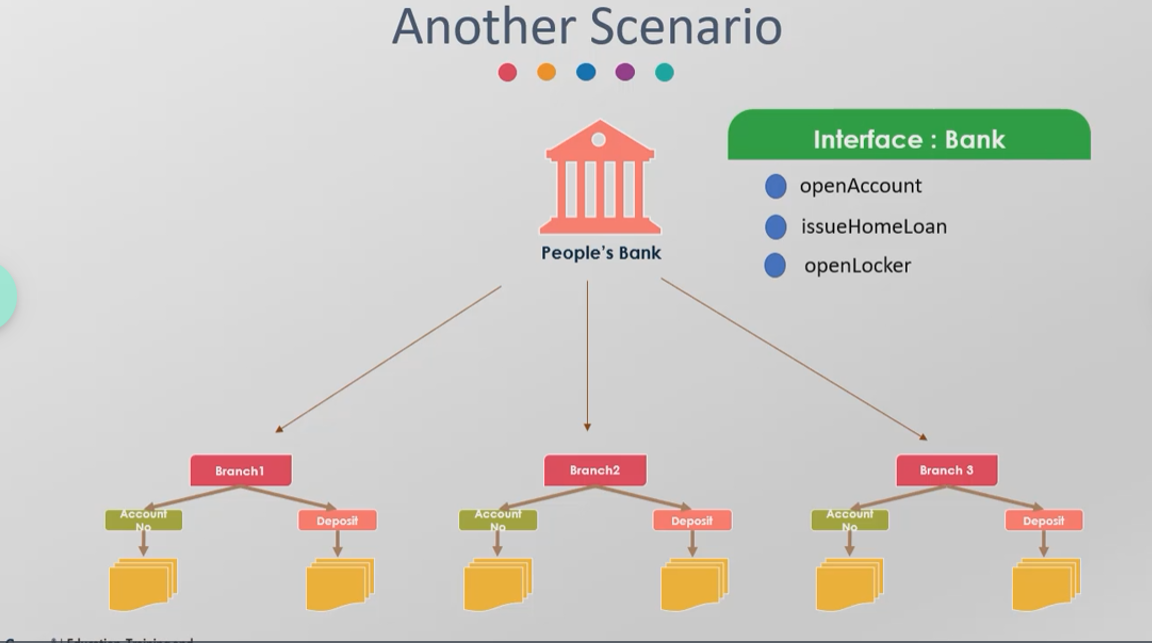 Another Scenario
Interface : Bank
openAccount
issueHomeLoan
openLocker
People's Bank
Branch1
Branch2
Branch 3
Account
No
Deposit
Account
No
Deposit
Account
No
Deposit